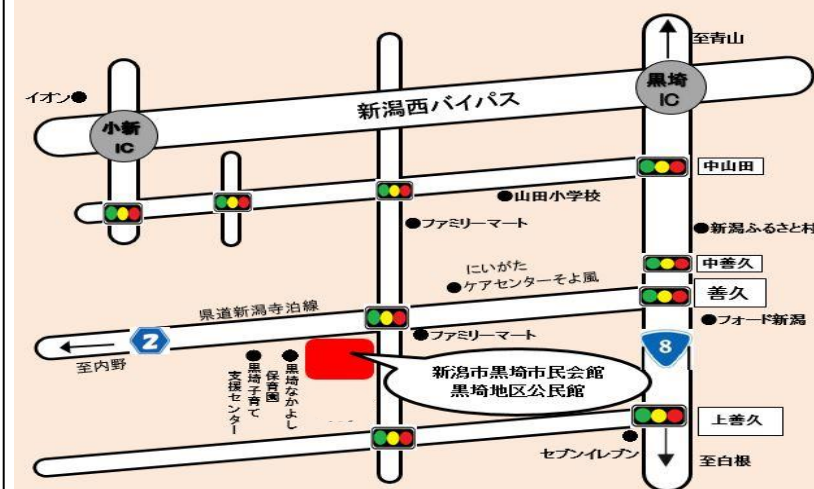 至青山
イオン
黒埼
IC
新潟西バイパス
小新
IC
中山田
山田小学校
ファミリーマート
新潟ふるさと村
中善久
にいがた
ケアセンターそよ風
善久
県道新潟寺泊線
フォード新潟
2
ファミリーマート
8
至内野
新潟市黒埼市民会館
黒埼地区公民館
黒埼なかよし
保育園
黒埼子育て
支援センター
上善久
セブンイレブン
至白根